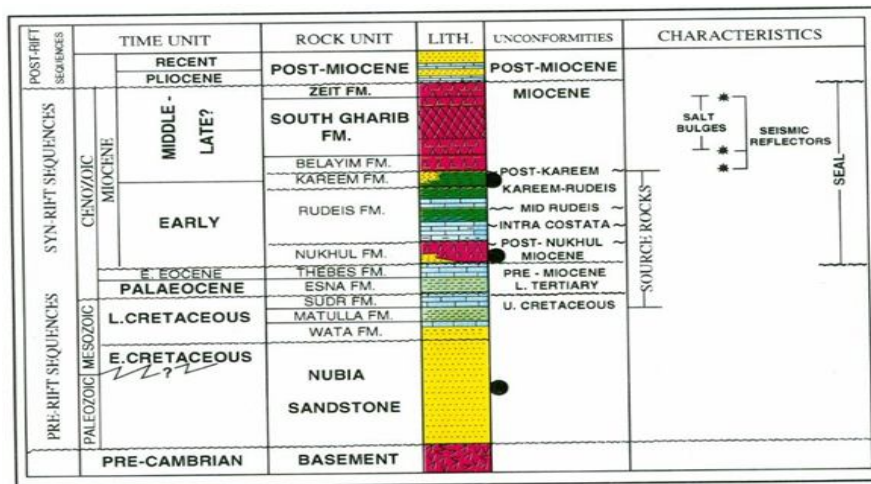 TIME UNIT ROCK UNIT LITH. UNCONFORMITIES CHARACTERISTICS
POST-RIFT
SEQUENCES
SYN-RIFT SEQUENCES
PRE-RIFT SEQUENCES
CENOZOIC
MESOZOIC
PALEOZOIC
MIOCENE
RECENT
PLIOCENE
MIDDLE -
LATE?
EARLY
E. EOCENE
PALAEOCENE
L.CRETACEOUS
E.CRETACEOUS
?
PRE-CAMBRIAN
POST-MIOCENE
ZEIT FM.
SOUTH GHARIB
FM.
BELAYIM FM.
KAREEM FM.
RUDEIS FM.
NUKHUL FM.
THEBES FM.
ESNA FM.
SUDR FM.
MATULLA FM.
WATA FM.
NUBIA
SANDSTONE
BASEMENT
POST-MIOCENE
MIOCENE
POST-KAREEM
KAREEM-RUDEIS
MID RUDEIS
INTRA COSTATA
POST- NUKHUL
MIOCENE
PRE - MIOCENE
L. TERTIARY
U. CRETACEOUS
SOURCE ROCKS
SALT
BULGES
SEISMIC
REFLECTORS
SEAL